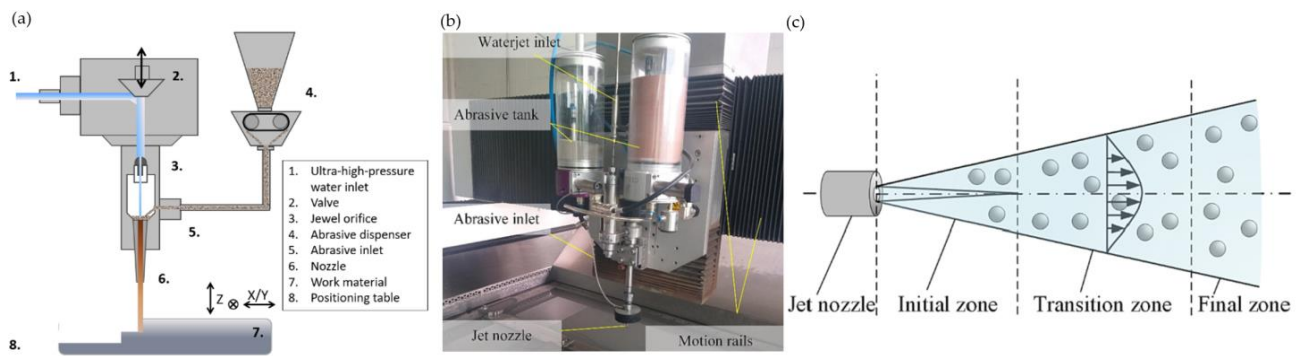 (a)
1.
2.
3.
4.
5.
6.
7.
8.
Z
X/Y
1. Ultra-high-pressure
water inlet
2. Valve
3. Jewel orifice
4. Abrasive dispenser
5. Abrasive inlet
6. Nozzle
7. Work material
8. Positioning table
(b)
Waterjet inlet
Abrasive tank
Abrasive inlet
Jet nozzle
Motion rails
(c)
Jet nozzle
Initial zone
Transition zone
Final zone